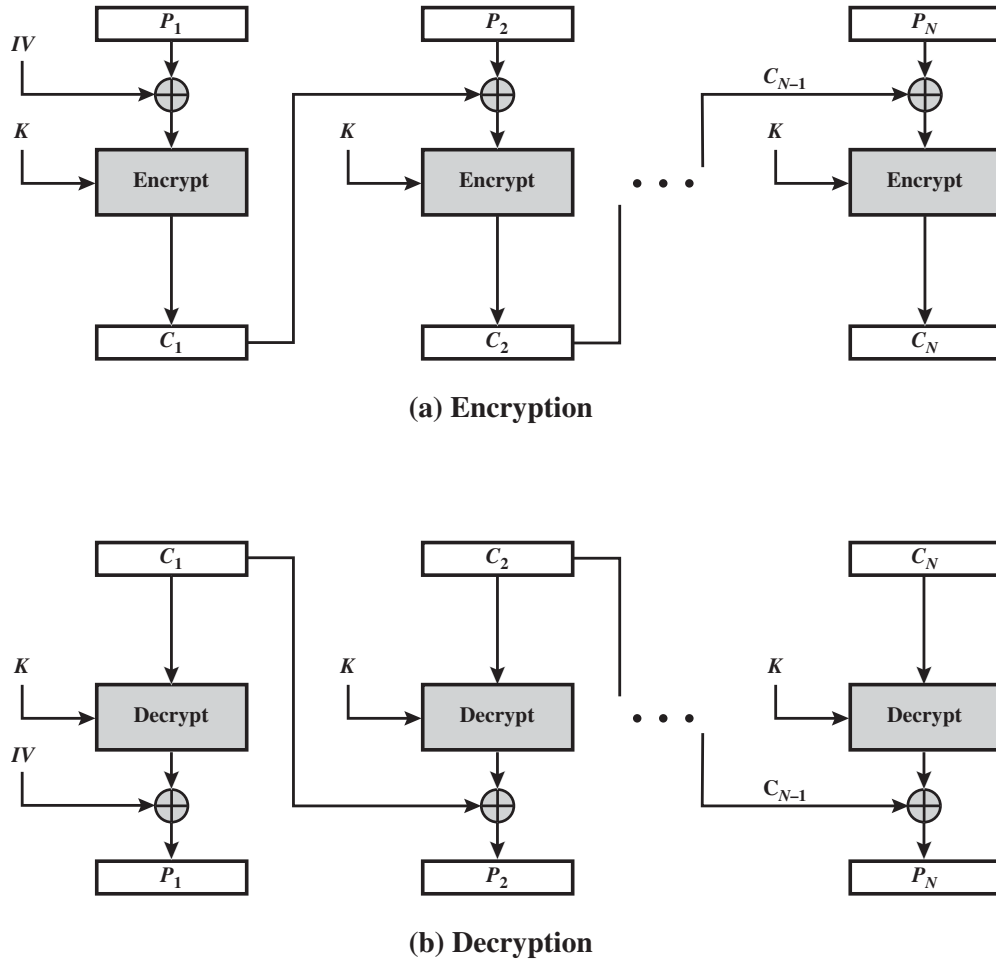 P1 P2 PN
IV
CN–1
K K K
Encrypt Encrypt • • • Encrypt
C1 C2 CN
(a) Encryption
C1 C2 CN
K K K
Decrypt Decrypt • • • Decrypt
IV
CN–1
P1 P2 PN
(b) Decryption